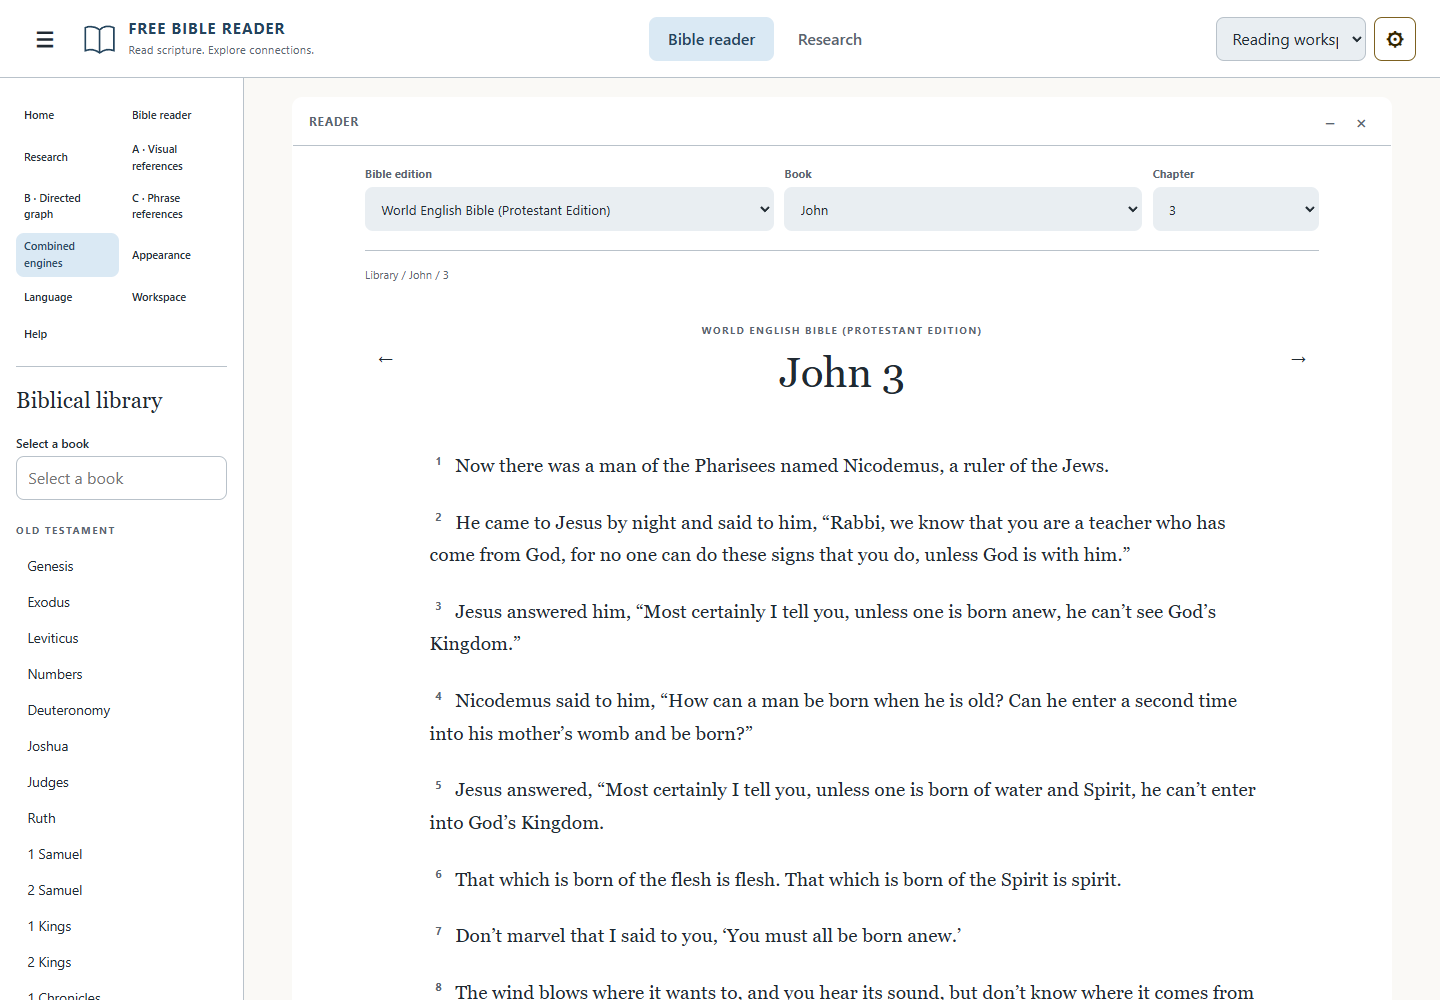 FREE BIBLE READER
Read scripture. Explore connections.
Bible reader
Research
Reading works
Home
Bible reader
Research
A · Visual
references
B · Directed
graph
C · Phrase
references
Combined
engines
Appearance
Language
Workspace
Help
Biblical library
Select a book
Select a book
OLD TESTAMENT
Genesis
Exodus
Leviticus
Numbers
Deuteronomy
Joshua
Judges
Ruth
1 Samuel
2 Samuel
1 Kings
2 Kings
1 Chronicles
READER
Bible edition
Book
Chapter
World English Bible (Protestant Edition)
John
3
Library / John / 3
WORLD ENGLISH BIBLE (PROTESTANT EDITION)
← John 3 →
1 Now there was a man of the Pharisees named Nicodemus, a ruler of the Jews.
2 He came to Jesus by night and said to him, “Rabbi, we know that you are a teacher who has
come from God, for no one can do these signs that you do, unless God is with him.”
3 Jesus answered him, “Most certainly I tell you, unless one is born anew, he can’t see God’s
Kingdom.”
4 Nicodemus said to him, “How can a man be born when he is old? Can he enter a second time
into his mother’s womb and be born?”
5 Jesus answered, “Most certainly I tell you, unless one is born of water and Spirit, he can’t enter
into God’s Kingdom.
6 That which is born of the flesh is flesh. That which is born of the Spirit is spirit.
7 Don’t marvel that I said to you, ‘You must all be born anew.’
8 The wind blows where it wants to, and you hear its sound, but don’t know where it comes from